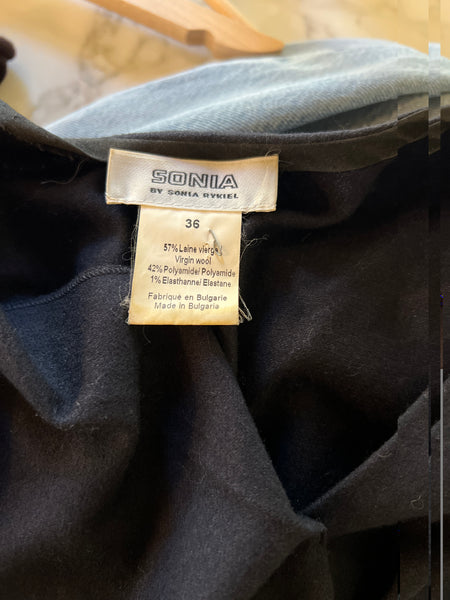 SONIA
BY SONIA RYKIEL
36
57% Laine vierge/
Virgin wool
42% Polyamide/ Polyamide
1% Elasthanne/ Elastane
Fabriqué en Bulgarie
Made in Bulgaria